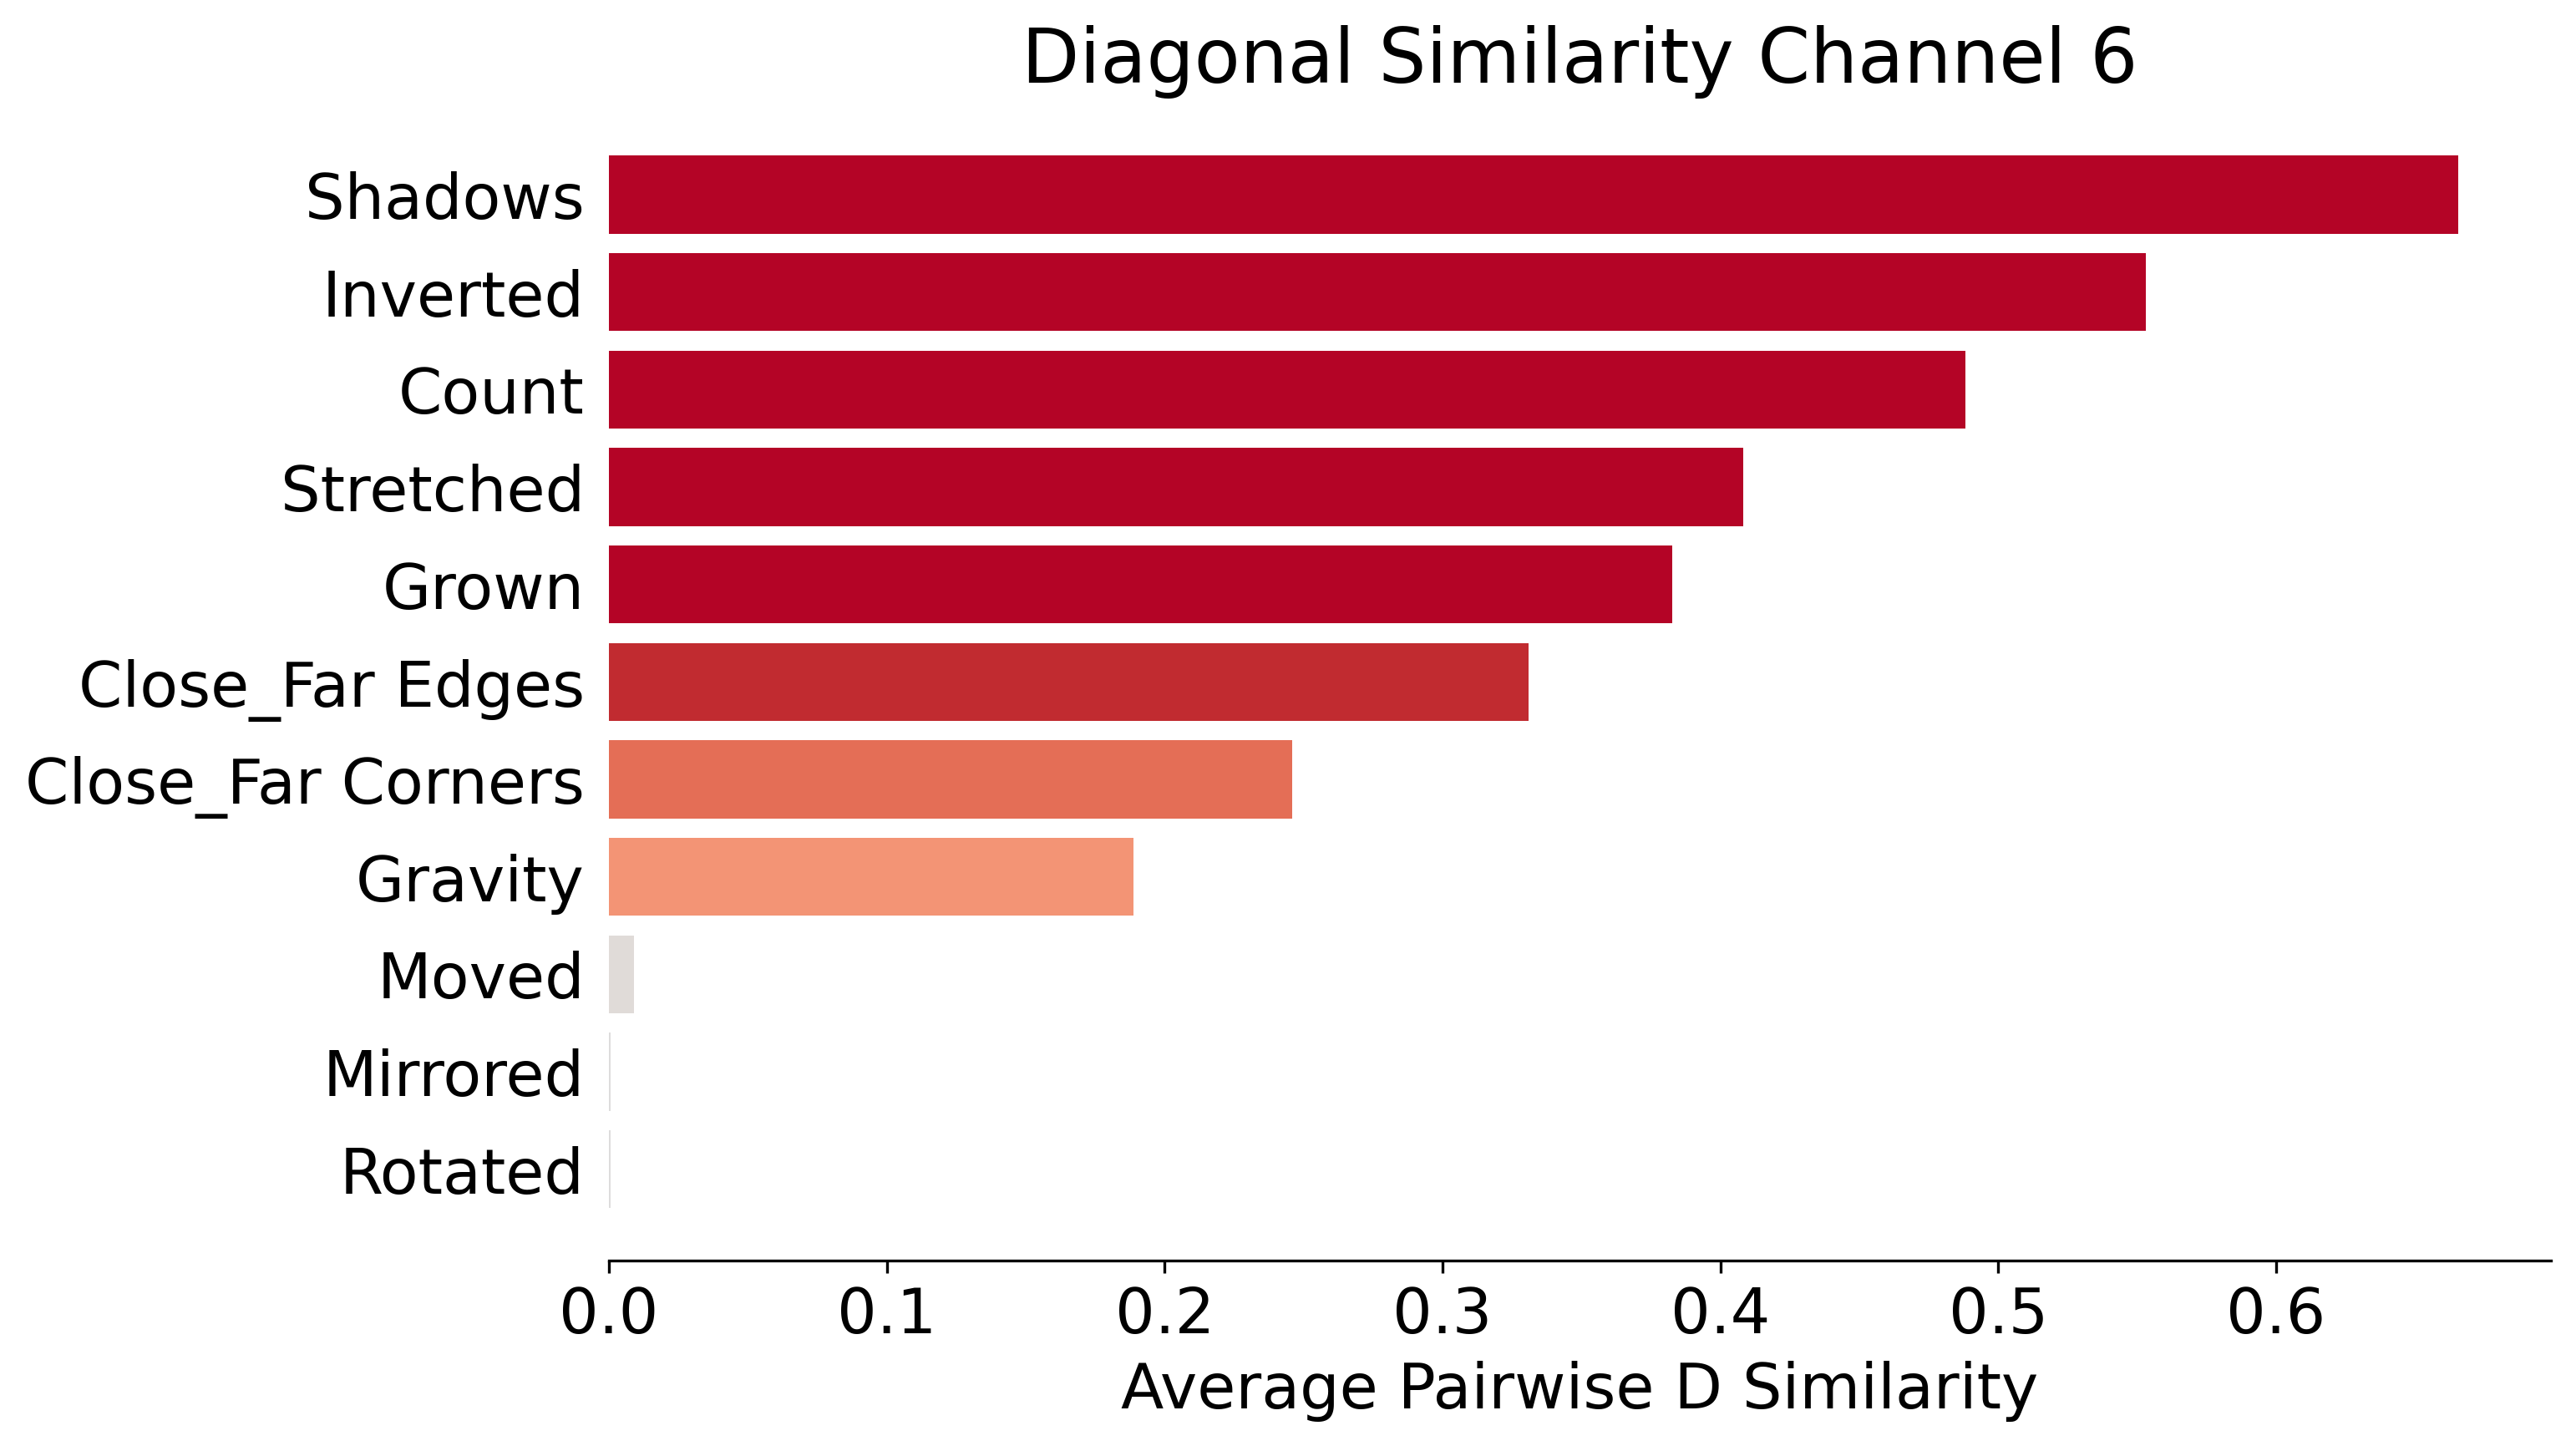 Diagonal Similarity Channel 6
Shadows
Inverted
Count
Stretched
Grown
Close_Far Edges
Close_Far Corners
Gravity
Moved
Mirrored
Rotated
0.0 0.1 0.2 0.3 0.4 0.5 0.6
Average Pairwise D Similarity